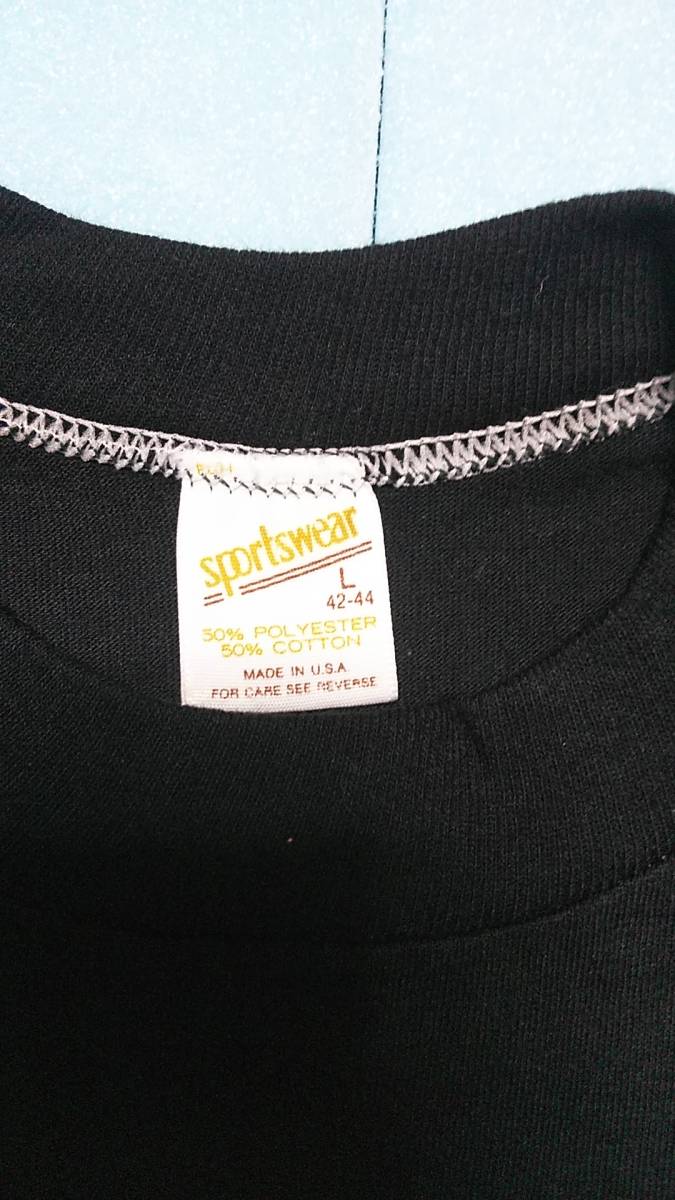 sportswear
L
42-44
50% POLYESTER
50% COTTON
MADE IN U.S.A
FOR CARE SEE REVERSE